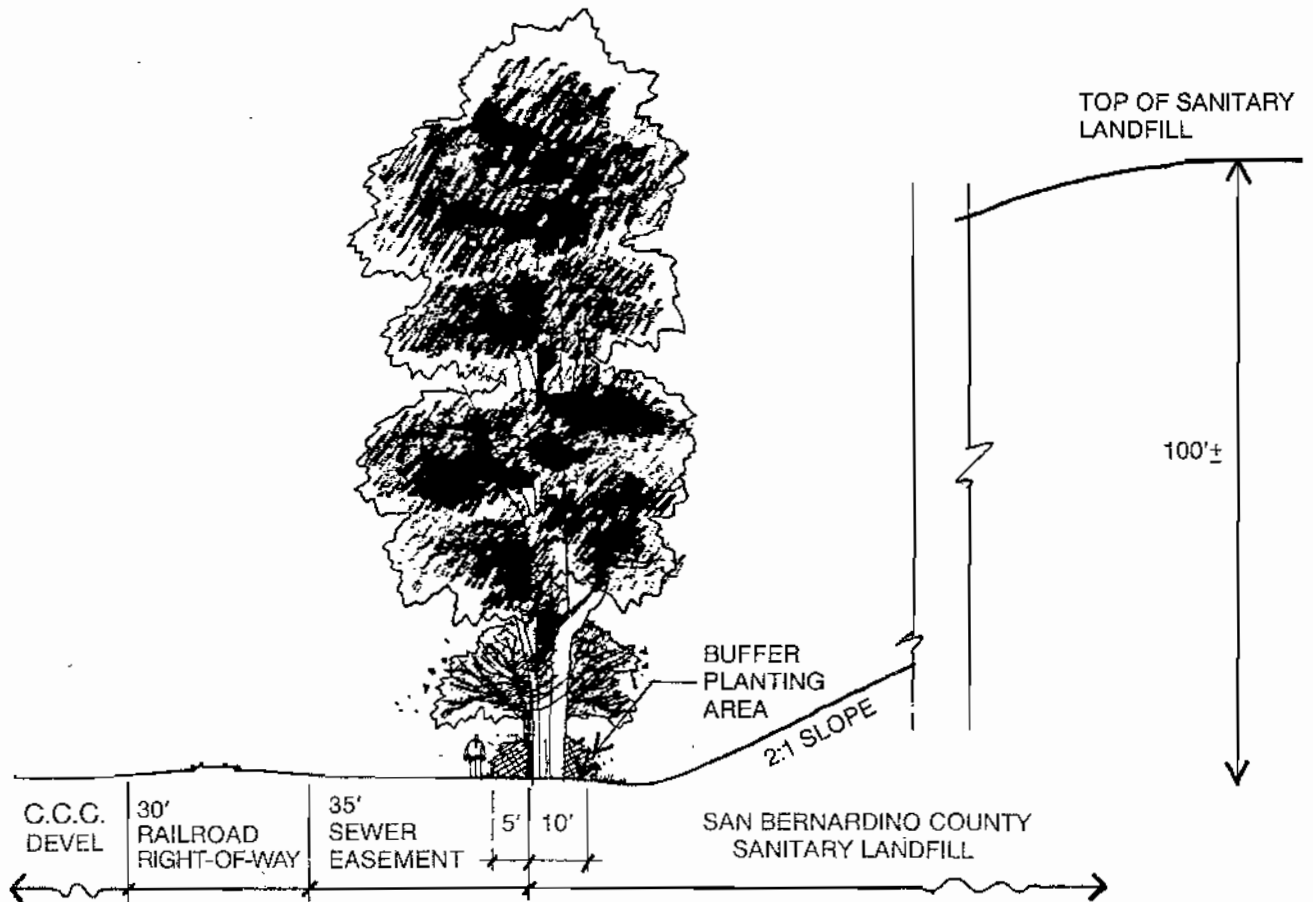 TOP OF SANITARY
LANDFILL
100'±
BUFFER
PLANTING
AREA
2:1 SLOPE
C.C.C.
DEVEL
30'
RAILROAD
RIGHT-OF-WAY
35'
SEWER
EASEMENT
5'
10'
SAN BERNARDINO COUNTY
SANITARY LANDFILL